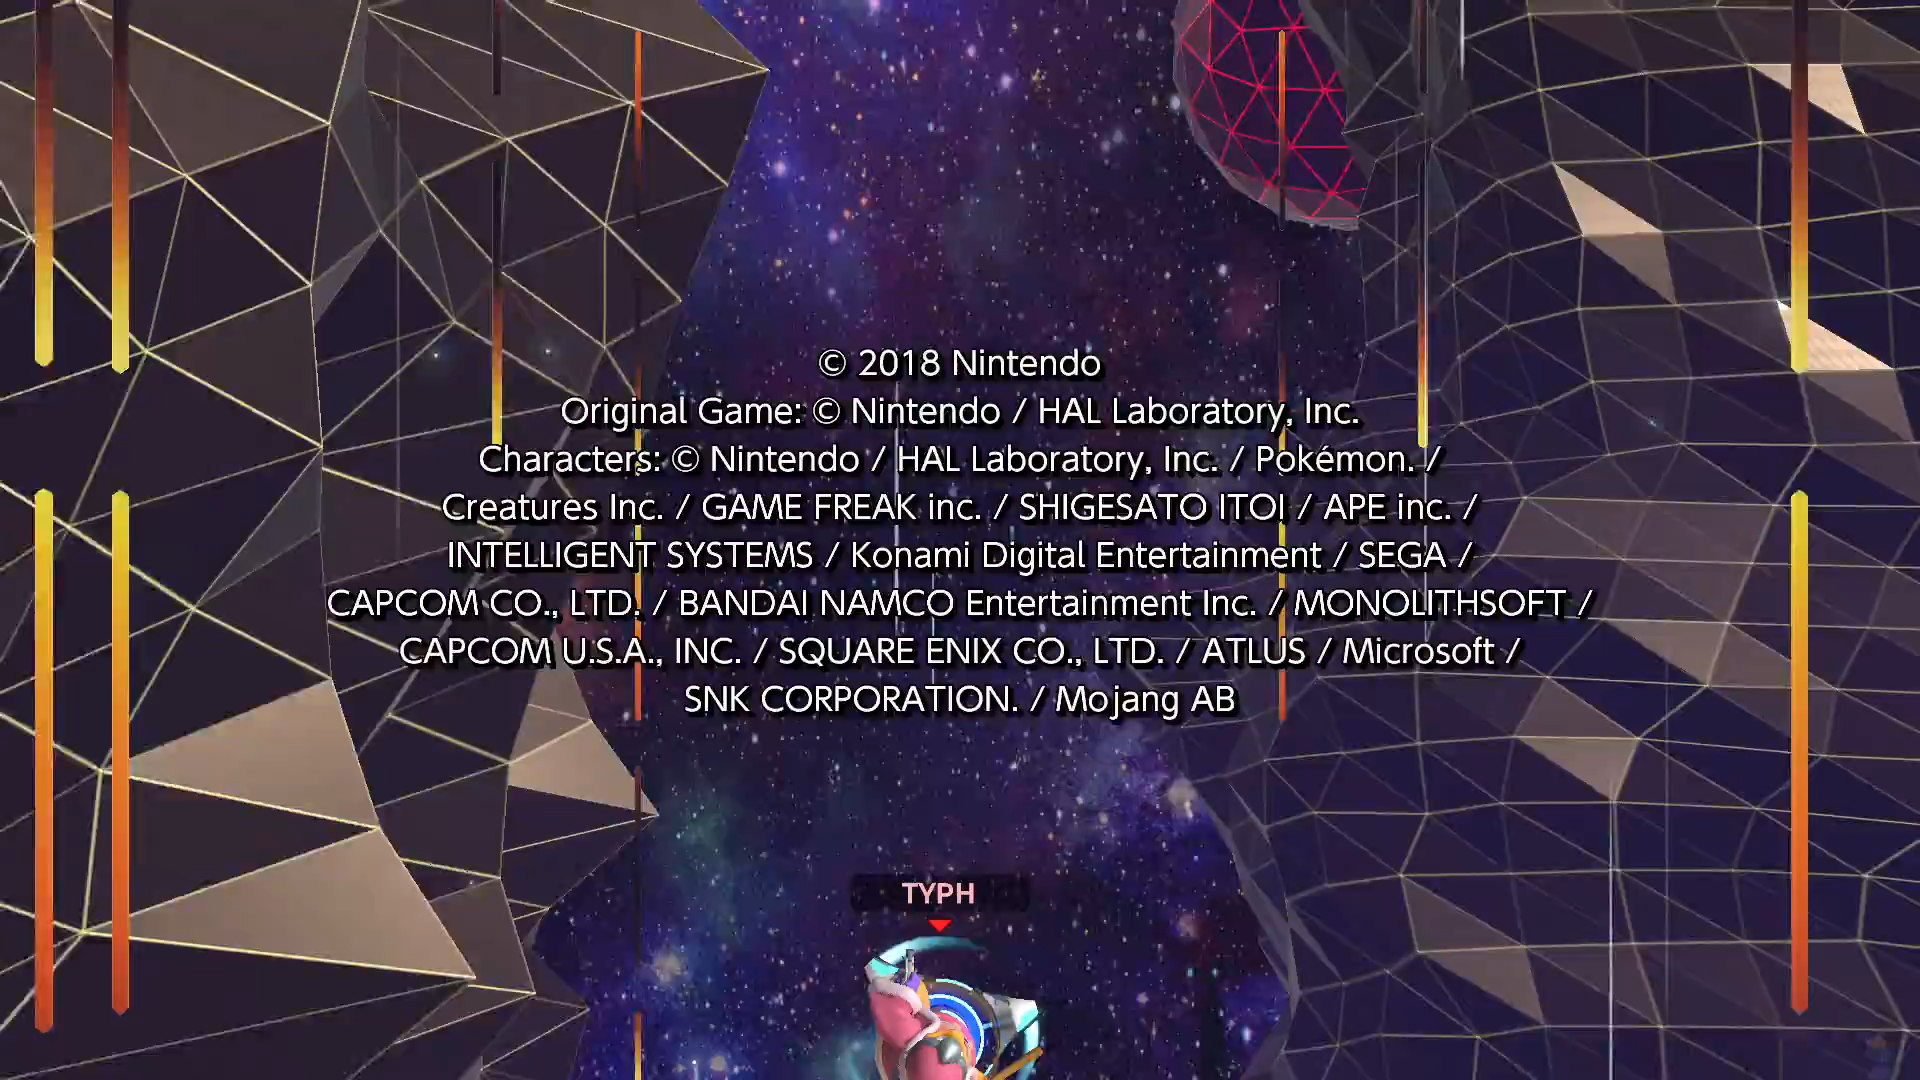 © 2018 Nintendo
Original Game: © Nintendo / HAL Laboratory, Inc.
Characters: © Nintendo / HAL Laboratory, Inc. / Pokémon. /
Creatures Inc. / GAME FREAK inc. / SHIGESATO ITOI / APE inc. /
INTELLIGENT SYSTEMS / Konami Digital Entertainment / SEGA /
CAPCOM CO., LTD. / BANDAI NAMCO Entertainment Inc. / MONOLITHSOFT /
CAPCOM U.S.A., INC. / SQUARE ENIX CO., LTD. / ATLUS / Microsoft /
SNK CORPORATION. / Mojang AB
TYPH